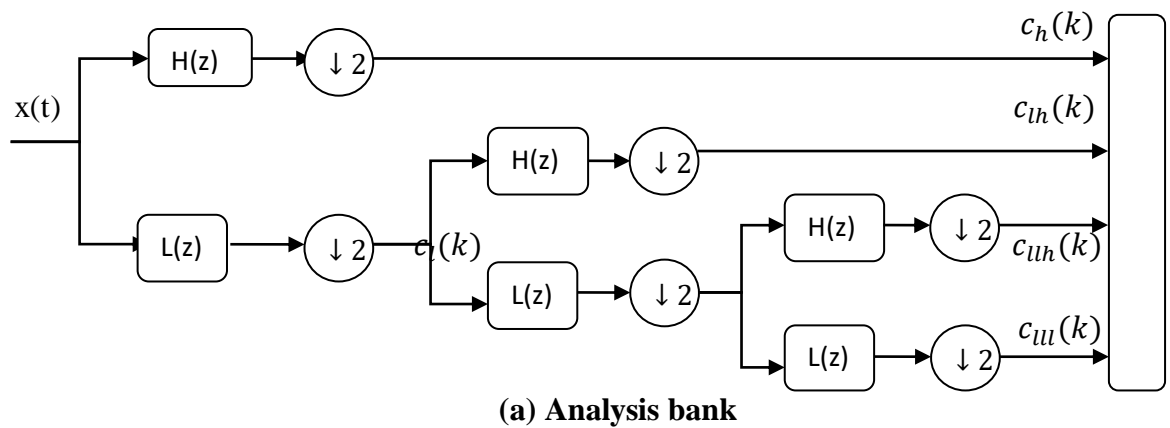 c_h(k)
H(z)
↓2
x(t)
c_lh(k)
H(z)
↓2
H(z)
↓2
L(z)
↓2
c_l(k)
c_llh(k)
L(z)
↓2
c_lll(k)
L(z)
↓2
(a) Analysis bank